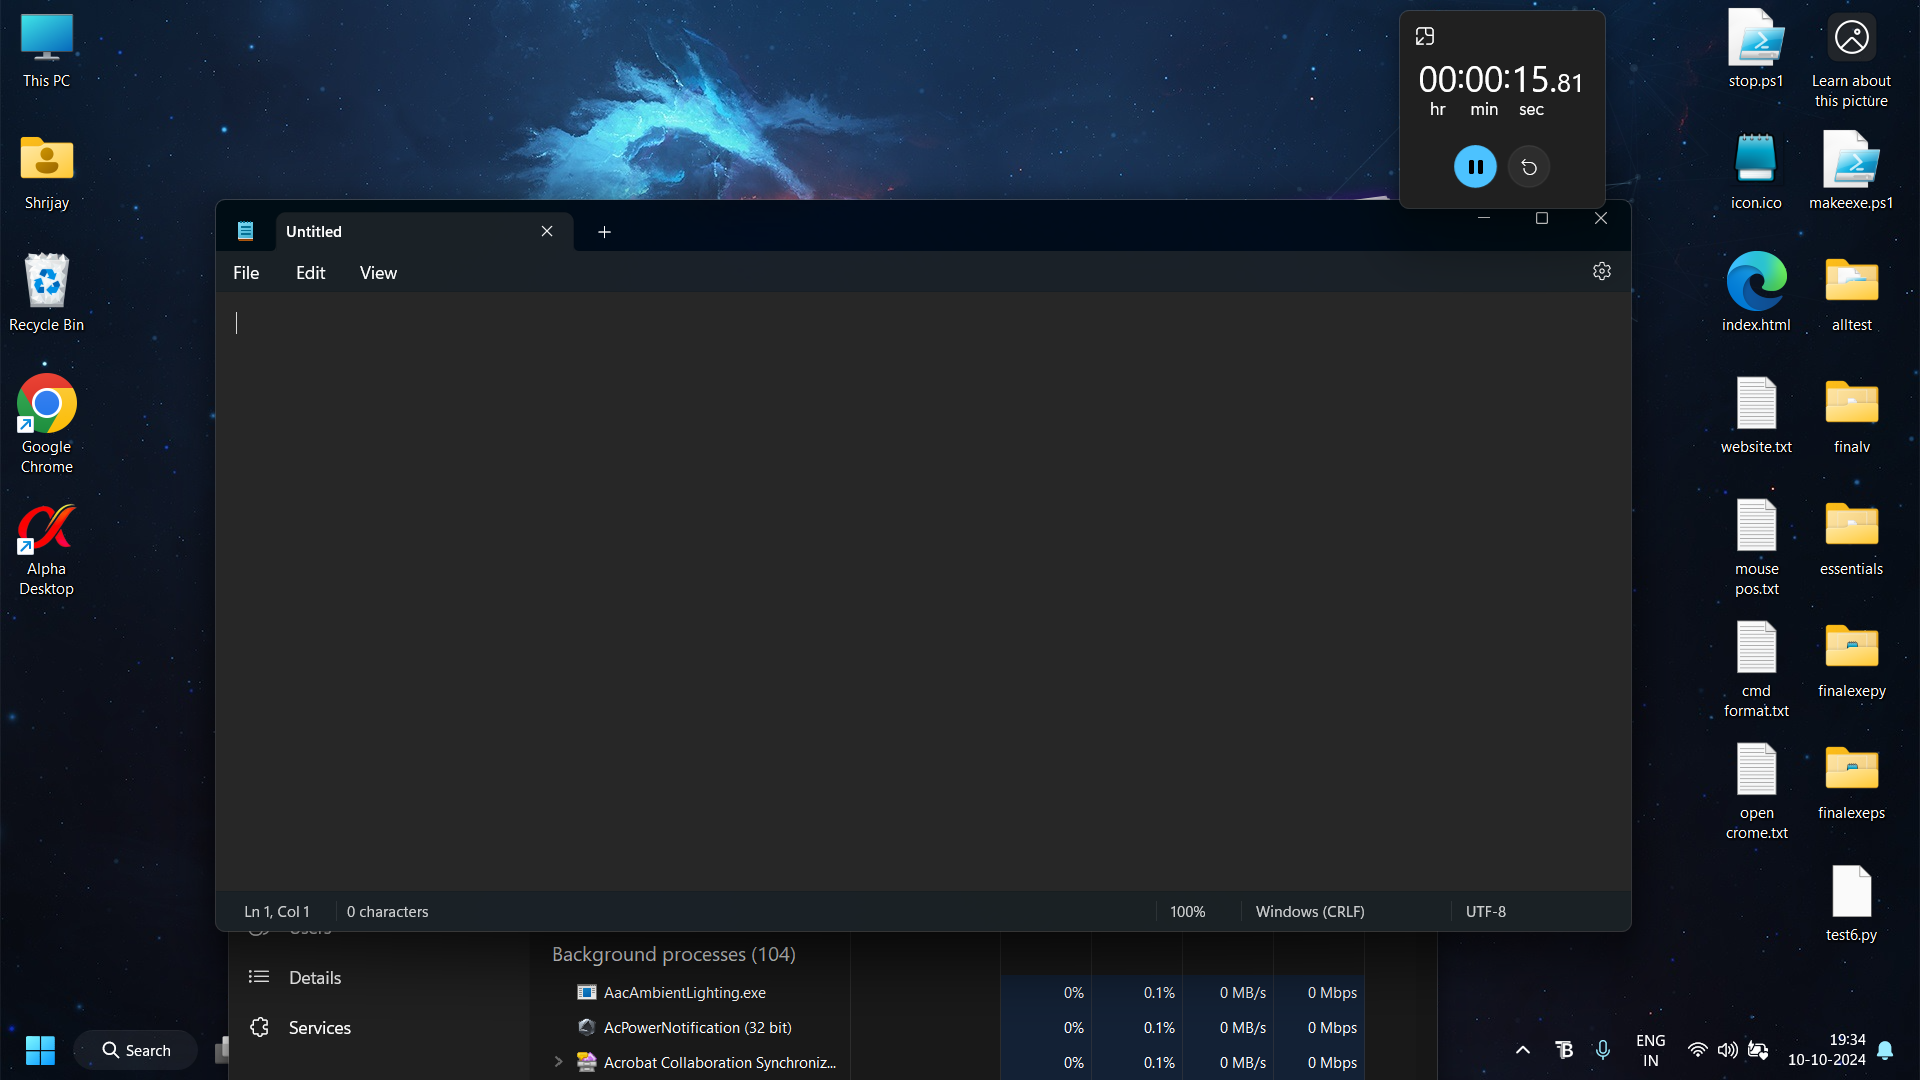 This PC
Shrijay
Recycle Bin
Google
Chrome
Alpha
Desktop
00:00:15.81
hr min sec
stop.ps1
Learn about
this picture
icon.ico
makeexe.ps1
index.html
alltest
website.txt
finalv
mouse
pos.txt
essentials
cmd
format.txt
finalexepy
open
crome.txt
finalexeps
test6.py
Untitled
File Edit View
Ln 1, Col 1 0 characters 100% Windows (CRLF) UTF-8
Users
Details
Services
Background processes (104)
AacAmbientLighting.exe 0% 0.1% 0 MB/s 0 Mbps
AcPowerNotification (32 bit) 0% 0.1% 0 MB/s 0 Mbps
Acrobat Collaboration Synchroniz... 0% 0.1% 0 MB/s 0 Mbps
Search
ENG
IN
19:34
10-10-2024